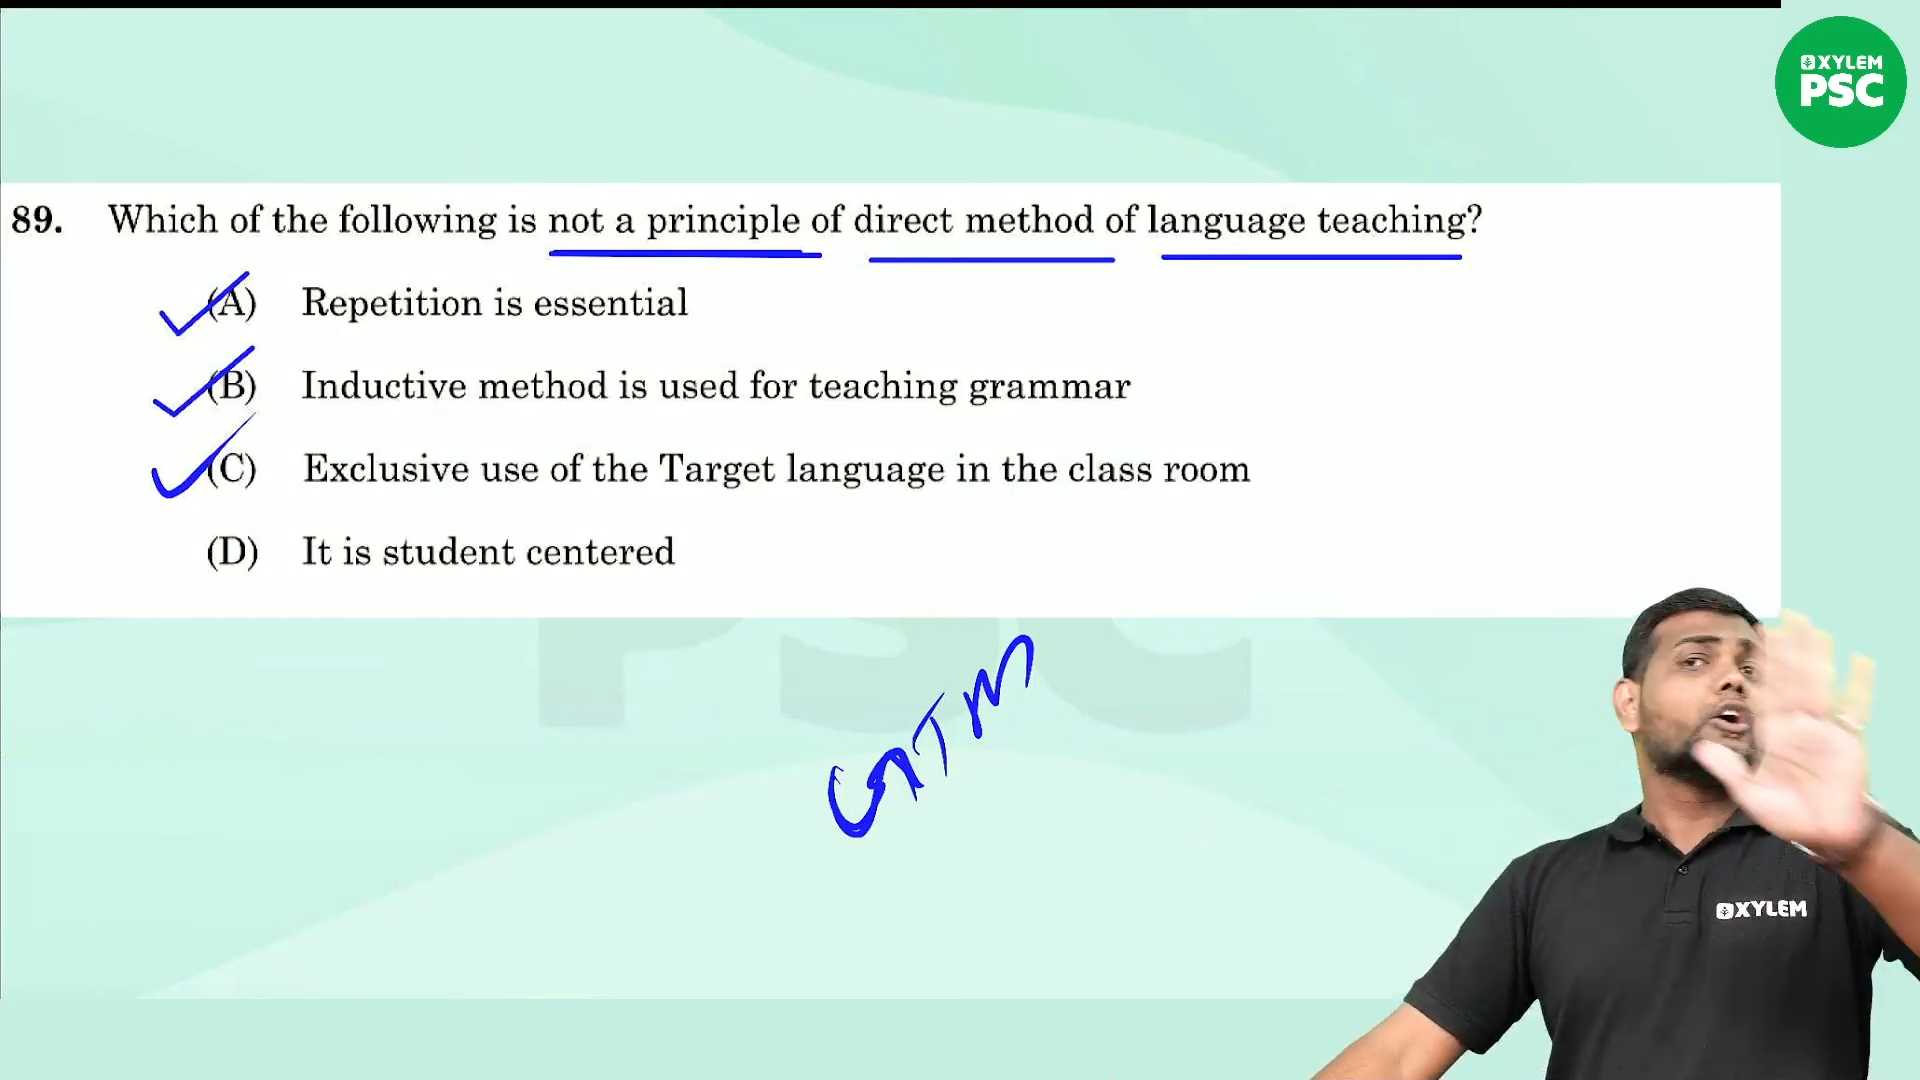 XYLEM
PSC
89. Which of the following is not a principle of direct method of language teaching?
(A) Repetition is essential
(B) Inductive method is used for teaching grammar
(C) Exclusive use of the Target language in the class room
(D) It is student centered
PSC
GTM
XYLEM